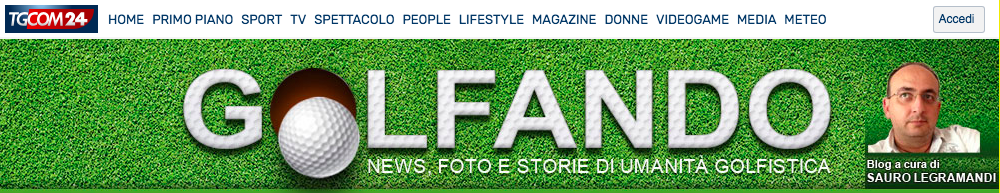 TGCOM24 HOME PRIMO PIANO SPORT TV SPETTACOLO PEOPLE LIFESTYLE MAGAZINE DONNE VIDEOGAME MEDIA METEO Accedi
GOLFANDO
NEWS, FOTO E STORIE DI UMANITÀ GOLFISTICA
Blog a cura di
SAURO LEGRAMANDI